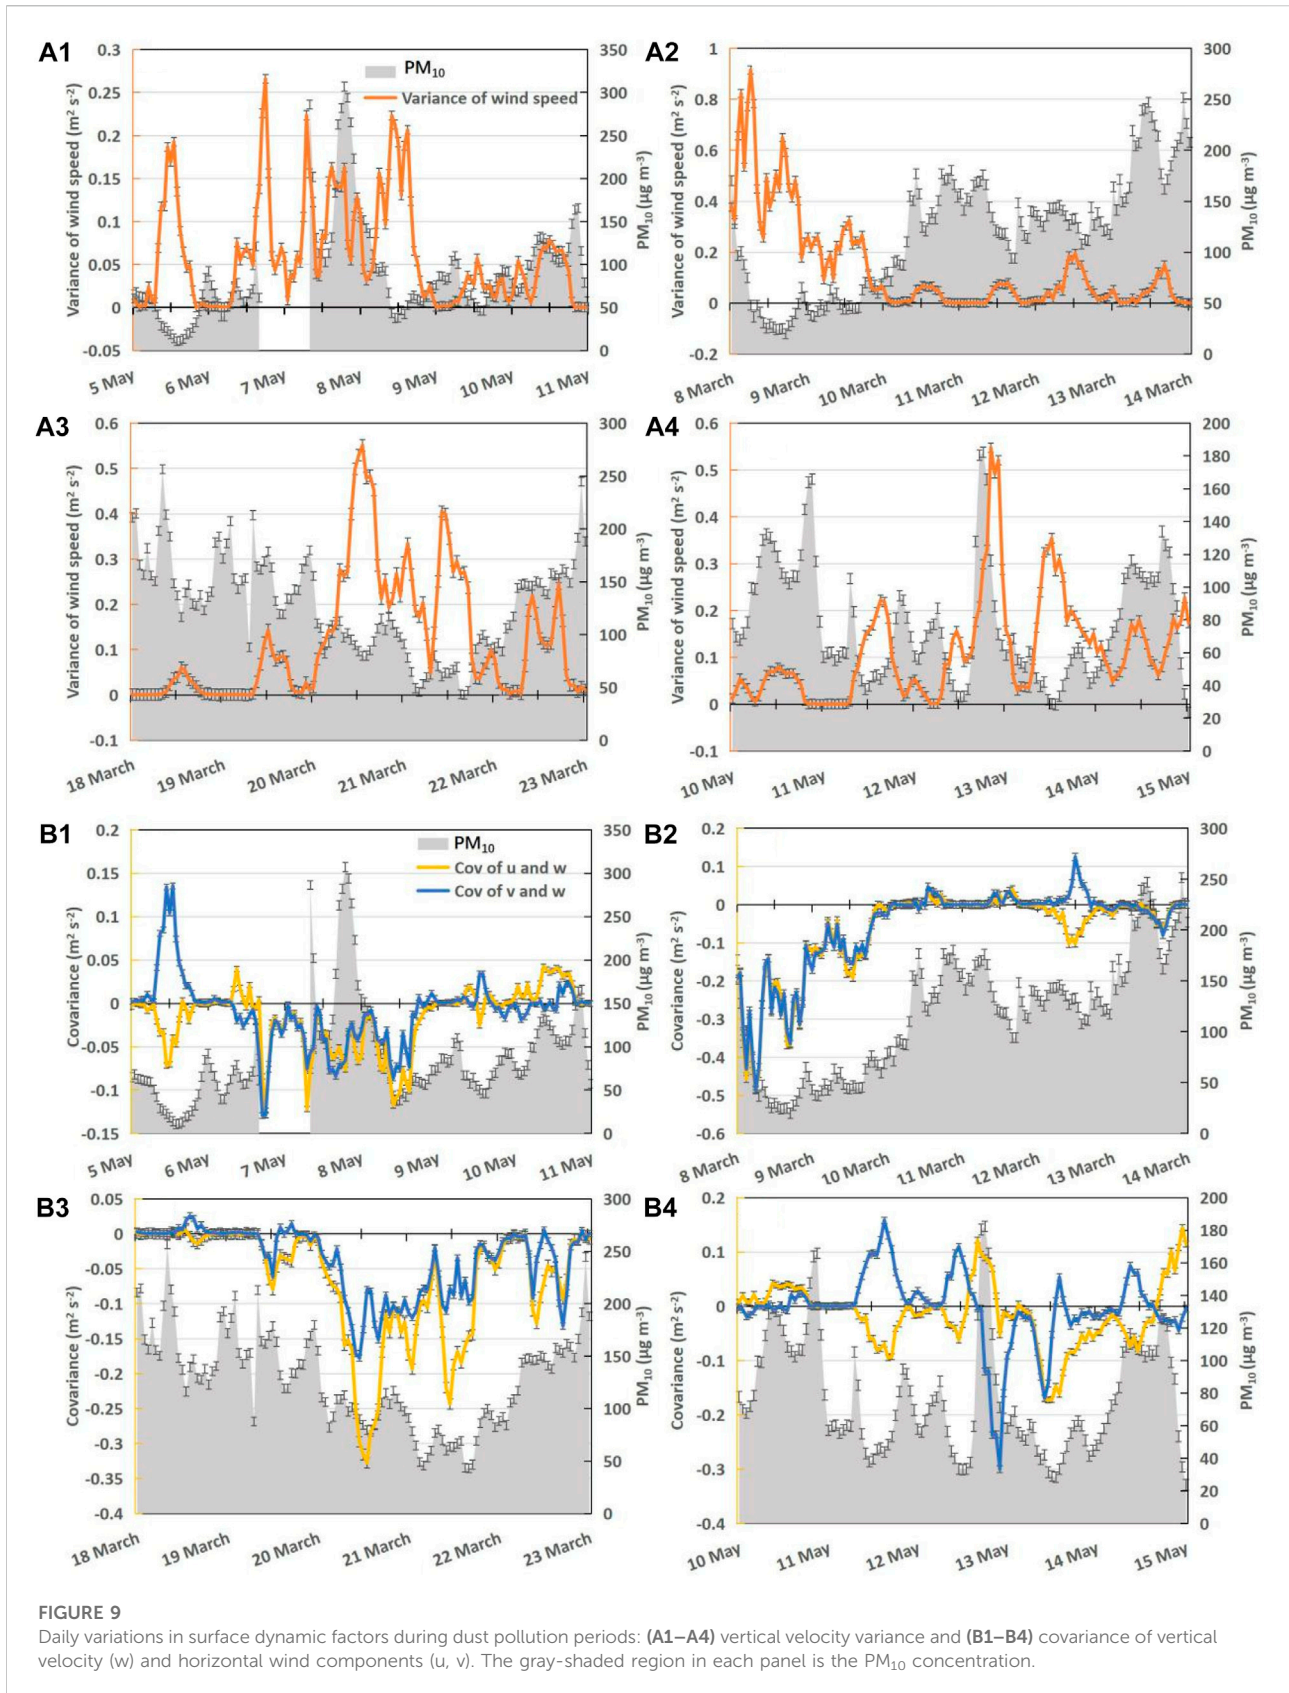 A1
Variance of wind speed (m² s⁻²)
0.3
0.25
0.2
0.15
0.1
0.05
0
-0.05
PM₁₀
Variance of wind speed
350
300
250
200
150
100
50
0
PM₁₀ (µg m⁻³)
5 May
6 May
7 May
8 May
9 May
10 May
11 May
A2
Variance of wind speed (m² s⁻²)
1
0.8
0.6
0.4
0.2
0
-0.2
300
250
200
150
100
50
0
PM₁₀ (µg m⁻³)
8 March
9 March
10 March
11 March
12 March
13 March
14 March
A3
Variance of wind speed (m² s⁻²)
0.6
0.5
0.4
0.3
0.2
0.1
0
-0.1
300
250
200
150
100
50
0
PM₁₀ (µg m⁻³)
18 March
19 March
20 March
21 March
22 March
23 March
A4
Variance of wind speed (m² s⁻²)
0.6
0.5
0.4
0.3
0.2
0.1
0
-0.1
200
180
160
140
120
100
80
60
40
20
0
PM₁₀ (µg m⁻³)
10 May
11 May
12 May
13 May
14 May
15 May
B1
Covariance (m² s⁻²)
0.2
0.15
0.1
0.05
0
-0.05
-0.1
-0.15
PM₁₀
Cov of u and w
Cov of v and w
350
300
250
200
150
100
50
0
PM₁₀ (µg m⁻³)
5 May
6 May
7 May
8 May
9 May
10 May
11 May
B2
Covariance (m² s⁻²)
0.2
0.1
0
-0.1
-0.2
-0.3
-0.4
-0.5
-0.6
300
250
200
150
100
50
0
PM₁₀ (µg m⁻³)
8 March
9 March
10 March
11 March
12 March
13 March
14 March
B3
Covariance (m² s⁻²)
0.05
0
-0.05
-0.1
-0.15
-0.2
-0.25
-0.3
-0.35
-0.4
300
250
200
150
100
50
0
PM₁₀ (µg m⁻³)
18 March
19 March
20 March
21 March
22 March
23 March
B4
Covariance (m² s⁻²)
0.2
0.1
0
-0.1
-0.2
-0.3
-0.4
200
180
160
140
120
100
80
60
40
20
0
PM₁₀ (µg m⁻³)
10 May
11 May
12 May
13 May
14 May
15 May
FIGURE 9
Daily variations in surface dynamic factors during dust pollution periods: (A1–A4) vertical velocity variance and (B1–B4) covariance of vertical
velocity (w) and horizontal wind components (u, v). The gray-shaded region in each panel is the PM₁₀ concentration.